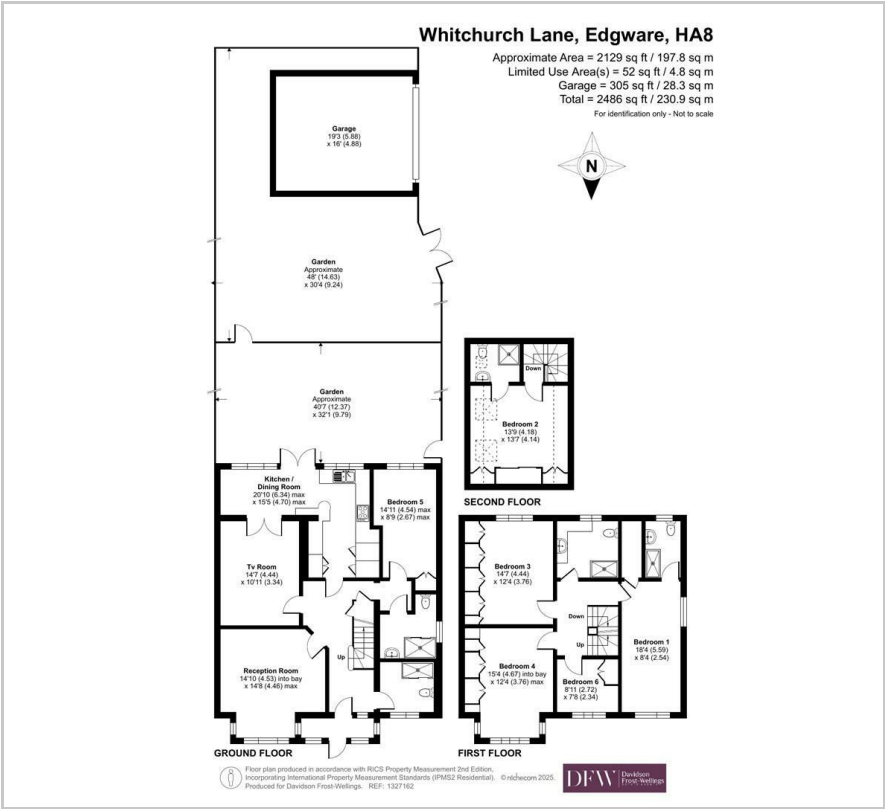 Whitchurch Lane, Edgware, HA8
Approximate Area = 2129 sq ft / 197.8 sq m
Limited Use Area(s) = 52 sq ft / 4.8 sq m
Garage = 305 sq ft / 28.3 sq m
Total = 2486 sq ft / 230.9 sq m
For identification only - Not to scale
N
Garage
19'3 (5.88)
x 16' (4.88)
Garden
Approximate
48' (14.63)
x 30'4 (9.24)
Garden
Approximate
40'7 (12.37)
x 32'1 (9.79)
Down
Bedroom 2
13'9 (4.18)
x 13'7 (4.14)
SECOND FLOOR
Kitchen /
Dining Room
20'10 (6.34) max
x 15'5 (4.70) max
Bedroom 5
14'11 (4.54) max
x 8'9 (2.67) max
Tv Room
14'7 (4.44)
x 10'11 (3.34)
Up
Reception Room
14'10 (4.53) into bay
x 14'8 (4.46) max
GROUND FLOOR
Bedroom 3
14'7 (4.44)
x 12'4 (3.76)
Down
Up
Bedroom 1
18'4 (5.59)
x 8'4 (2.54)
Bedroom 4
15'4 (4.67) into bay
x 12'4 (3.76) max
Bedroom 6
8'11 (2.72)
x 7'8 (2.34)
FIRST FLOOR
Floor plan produced in accordance with RICS Property Measurement 2nd Edition,
Incorporating International Property Measurement Standards (IPMS2 Residential). © nichecom 2025.
Produced for Davidson Frost-Wellings. REF: 1327162
DFW
Davidson
Frost-Wellings